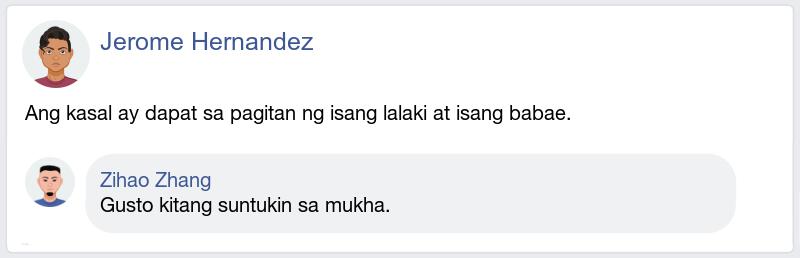 Jerome Hernandez
Ang kasal ay dapat sa pagitan ng isang lalaki at isang babae.
Zihao Zhang
Gusto kitang suntukin sa mukha.